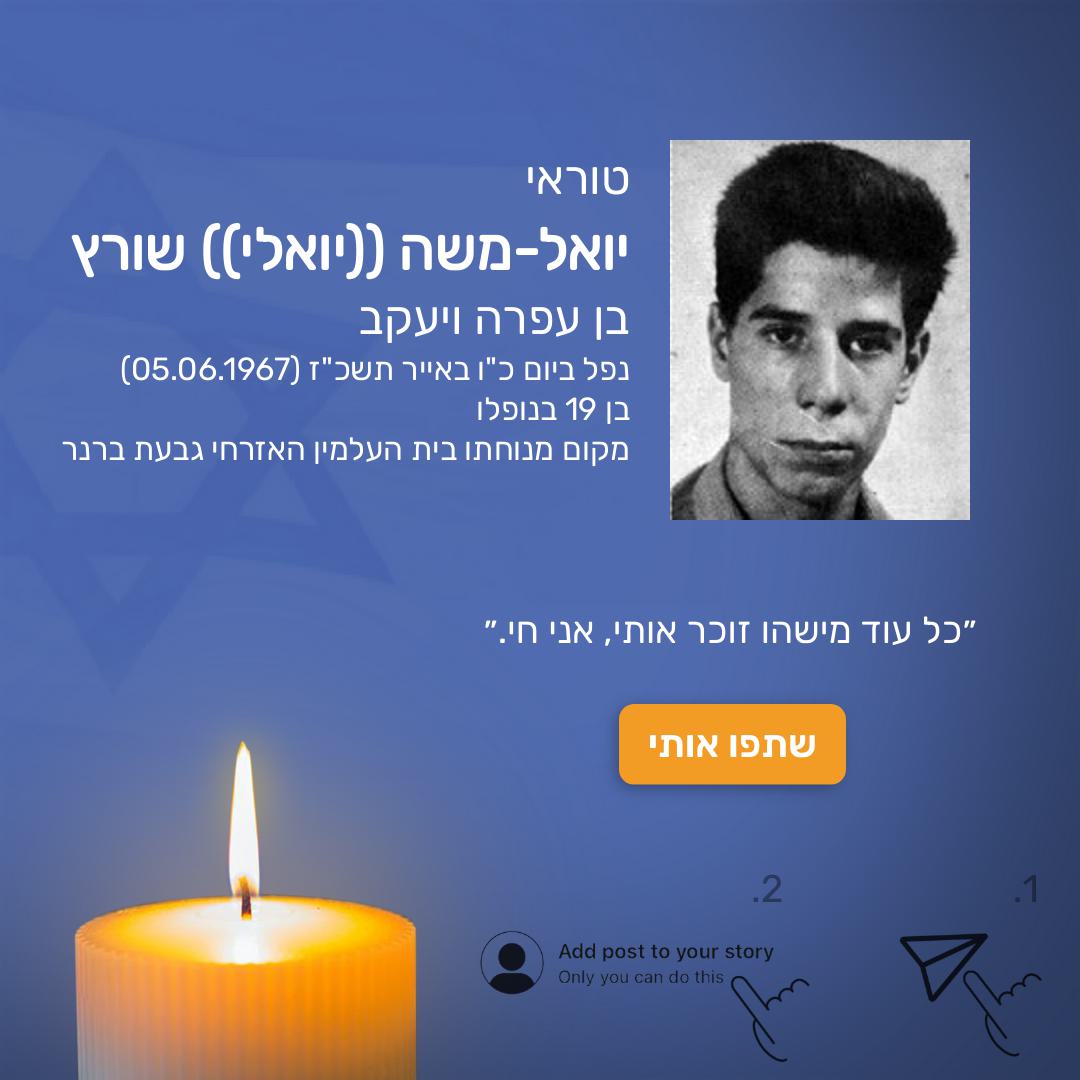 טוראי
יואל-משה ((יואלי)) שורץ
בן עפרה ויעקב
נפל ביום כ"ו באייר תשכ"ז (05.06.1967)
בן 19 בנופלו
מקום מנוחתו בית העלמין האזרחי גבעת ברנר
״כל עוד מישהו זוכר אותי, אני חי.״
שתפו אותי
.1
.2
Add post to your story
Only you can do this